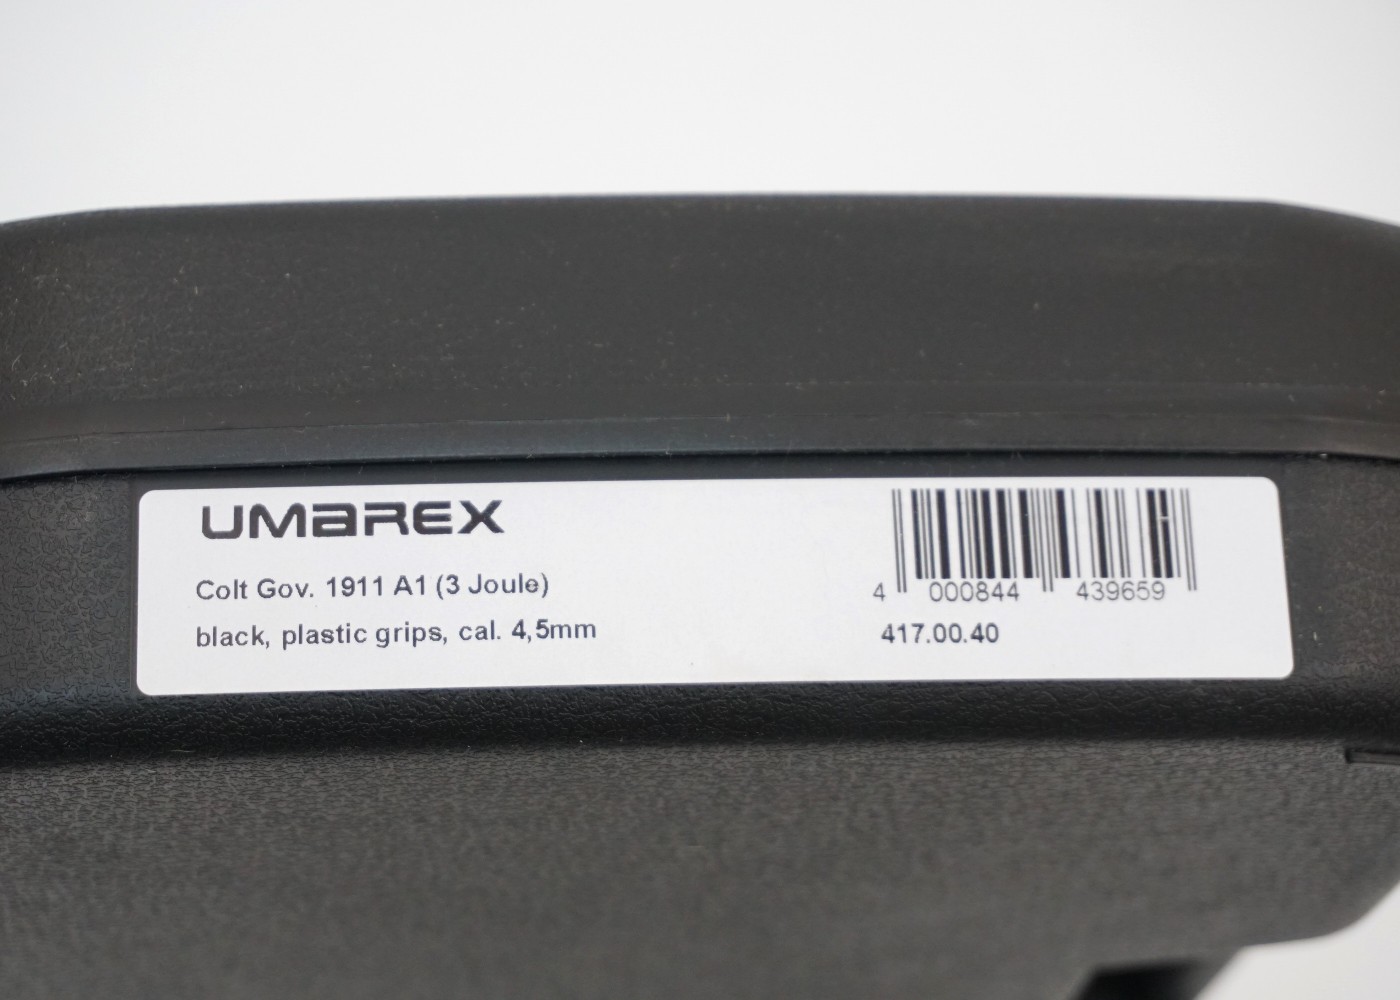 UMAREX
Colt Gov. 1911 A1 (3 Joule)
black, plastic grips, cal. 4,5mm
4 000844 439659
417.00.40